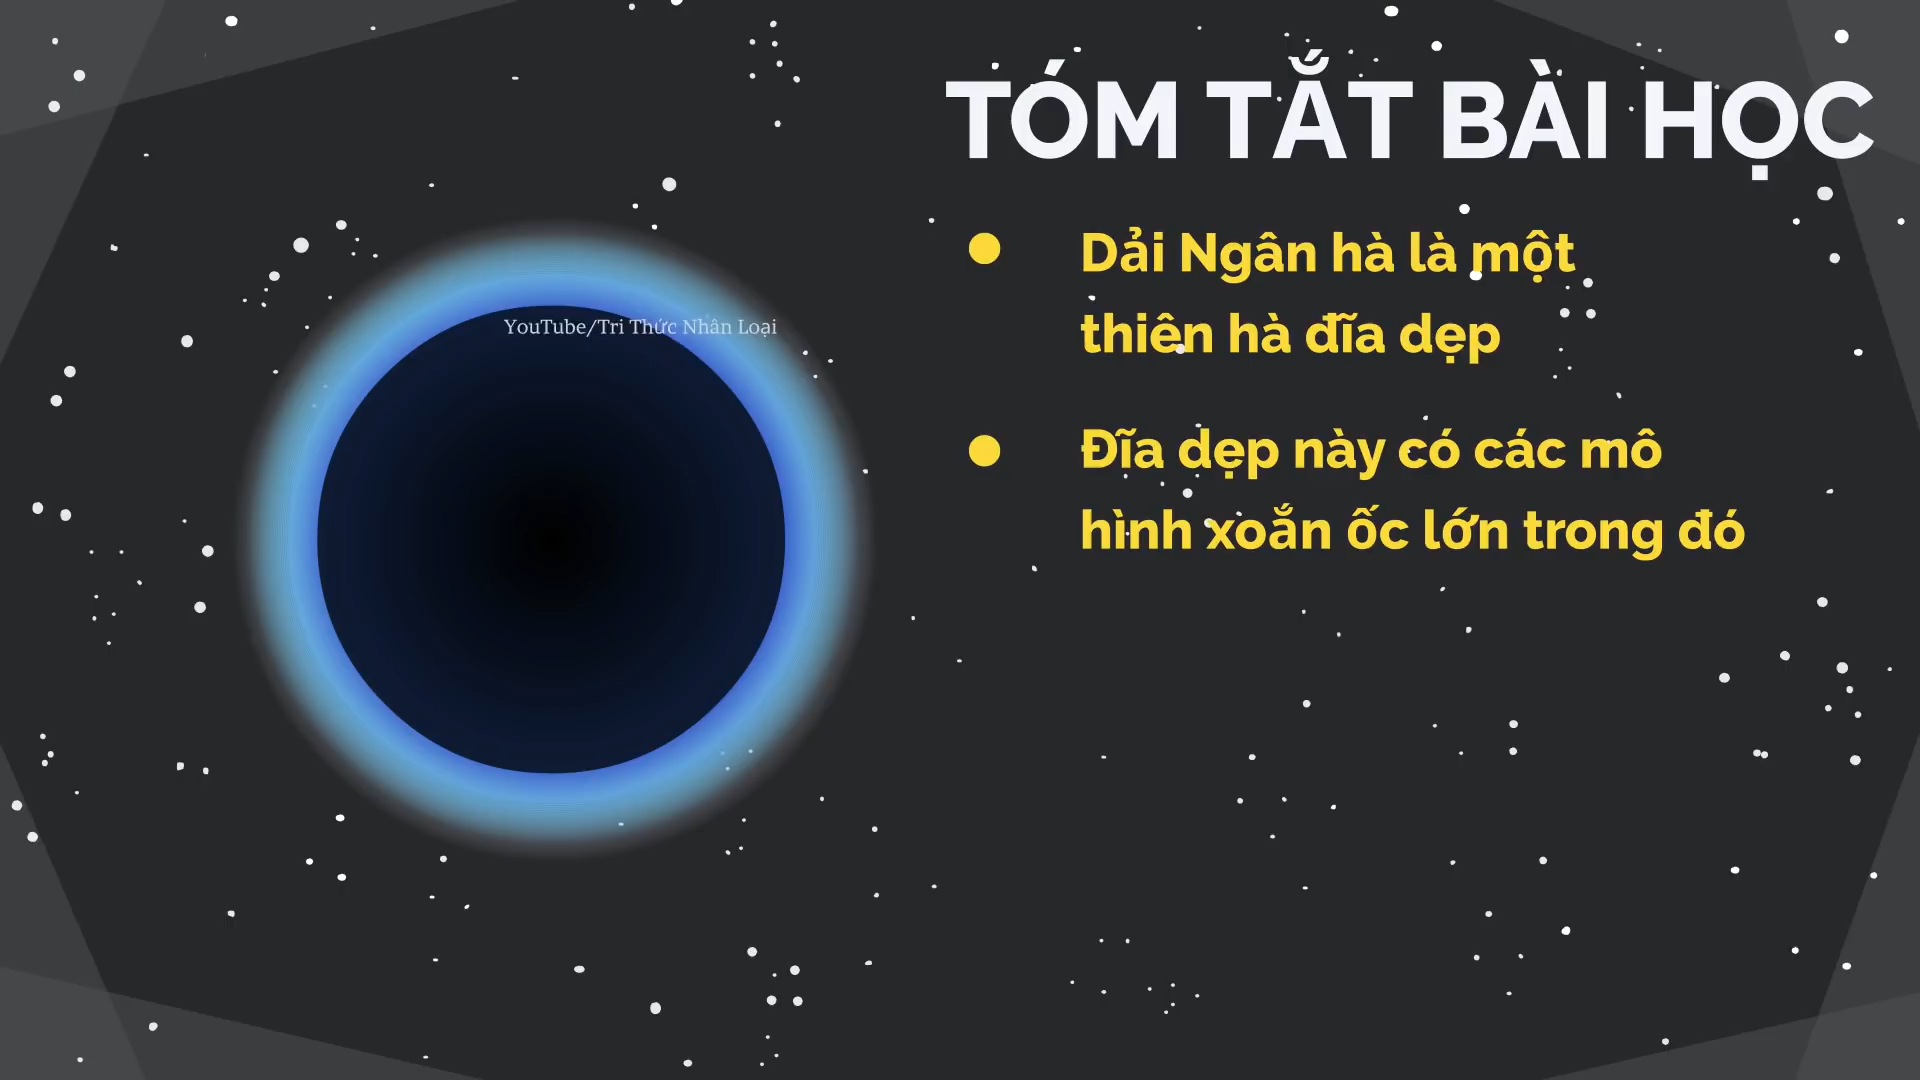 TÓM TẮT BÀI HỌC
Dải Ngân hà là một
thiên hà đĩa dẹp
Đĩa dẹp này có các mô
hình xoắn ốc lớn trong đó
YouTube/Tri Thức Nhân Loại